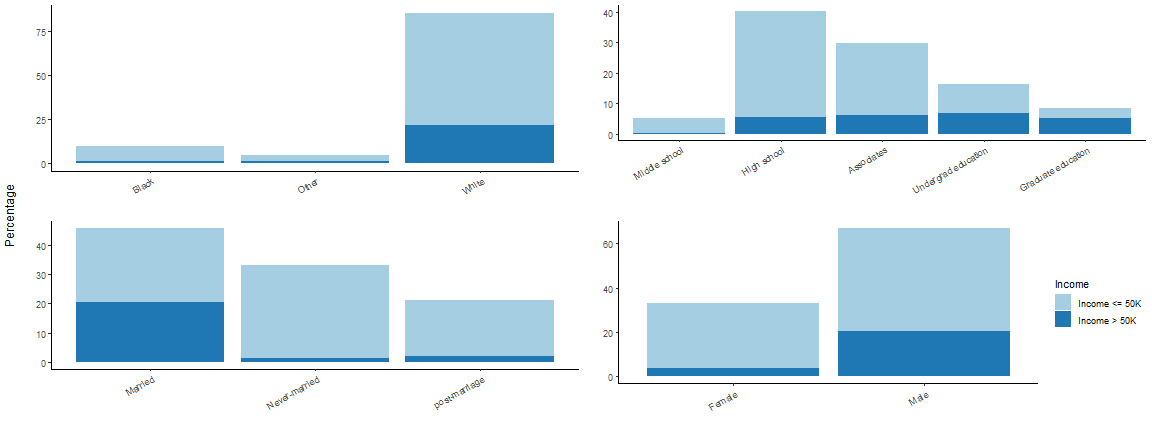 Percentage
75
50
25
0
Black
Other
White
40
30
20
10
0
Middle school
High school
Associates
Undergrad education
Graduate education
40
30
20
10
0
Married
Never-married
post-marriage
60
40
20
0
Female
Male
Income
Income <= 50K
Income > 50K